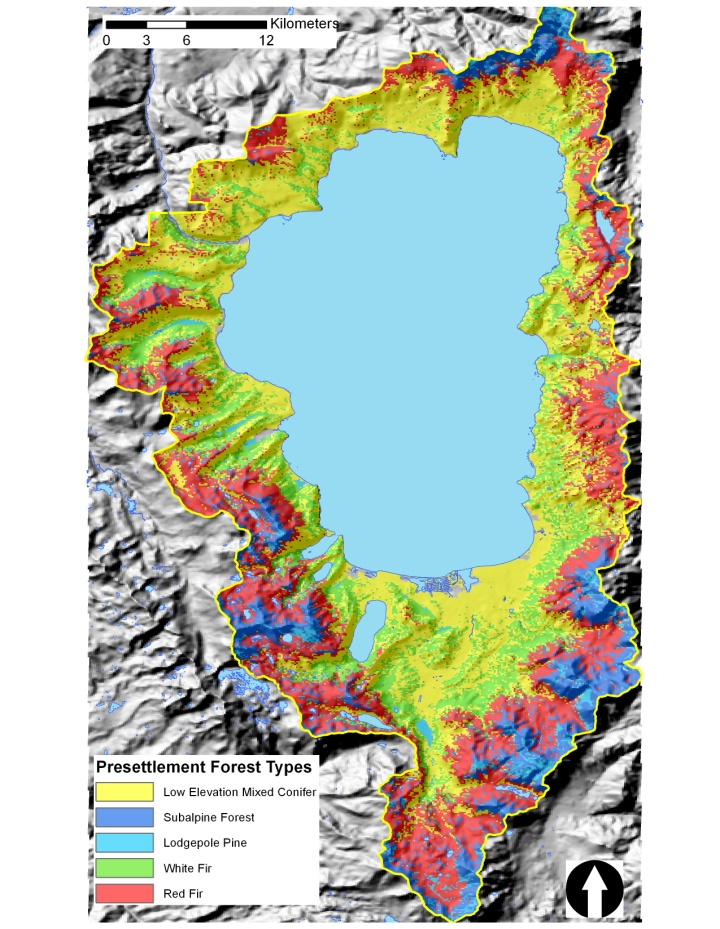 Kilometers
0 3 6 12
Presettlement Forest Types
Low Elevation Mixed Conifer
Subalpine Forest
Lodgepole Pine
White Fir
Red Fir